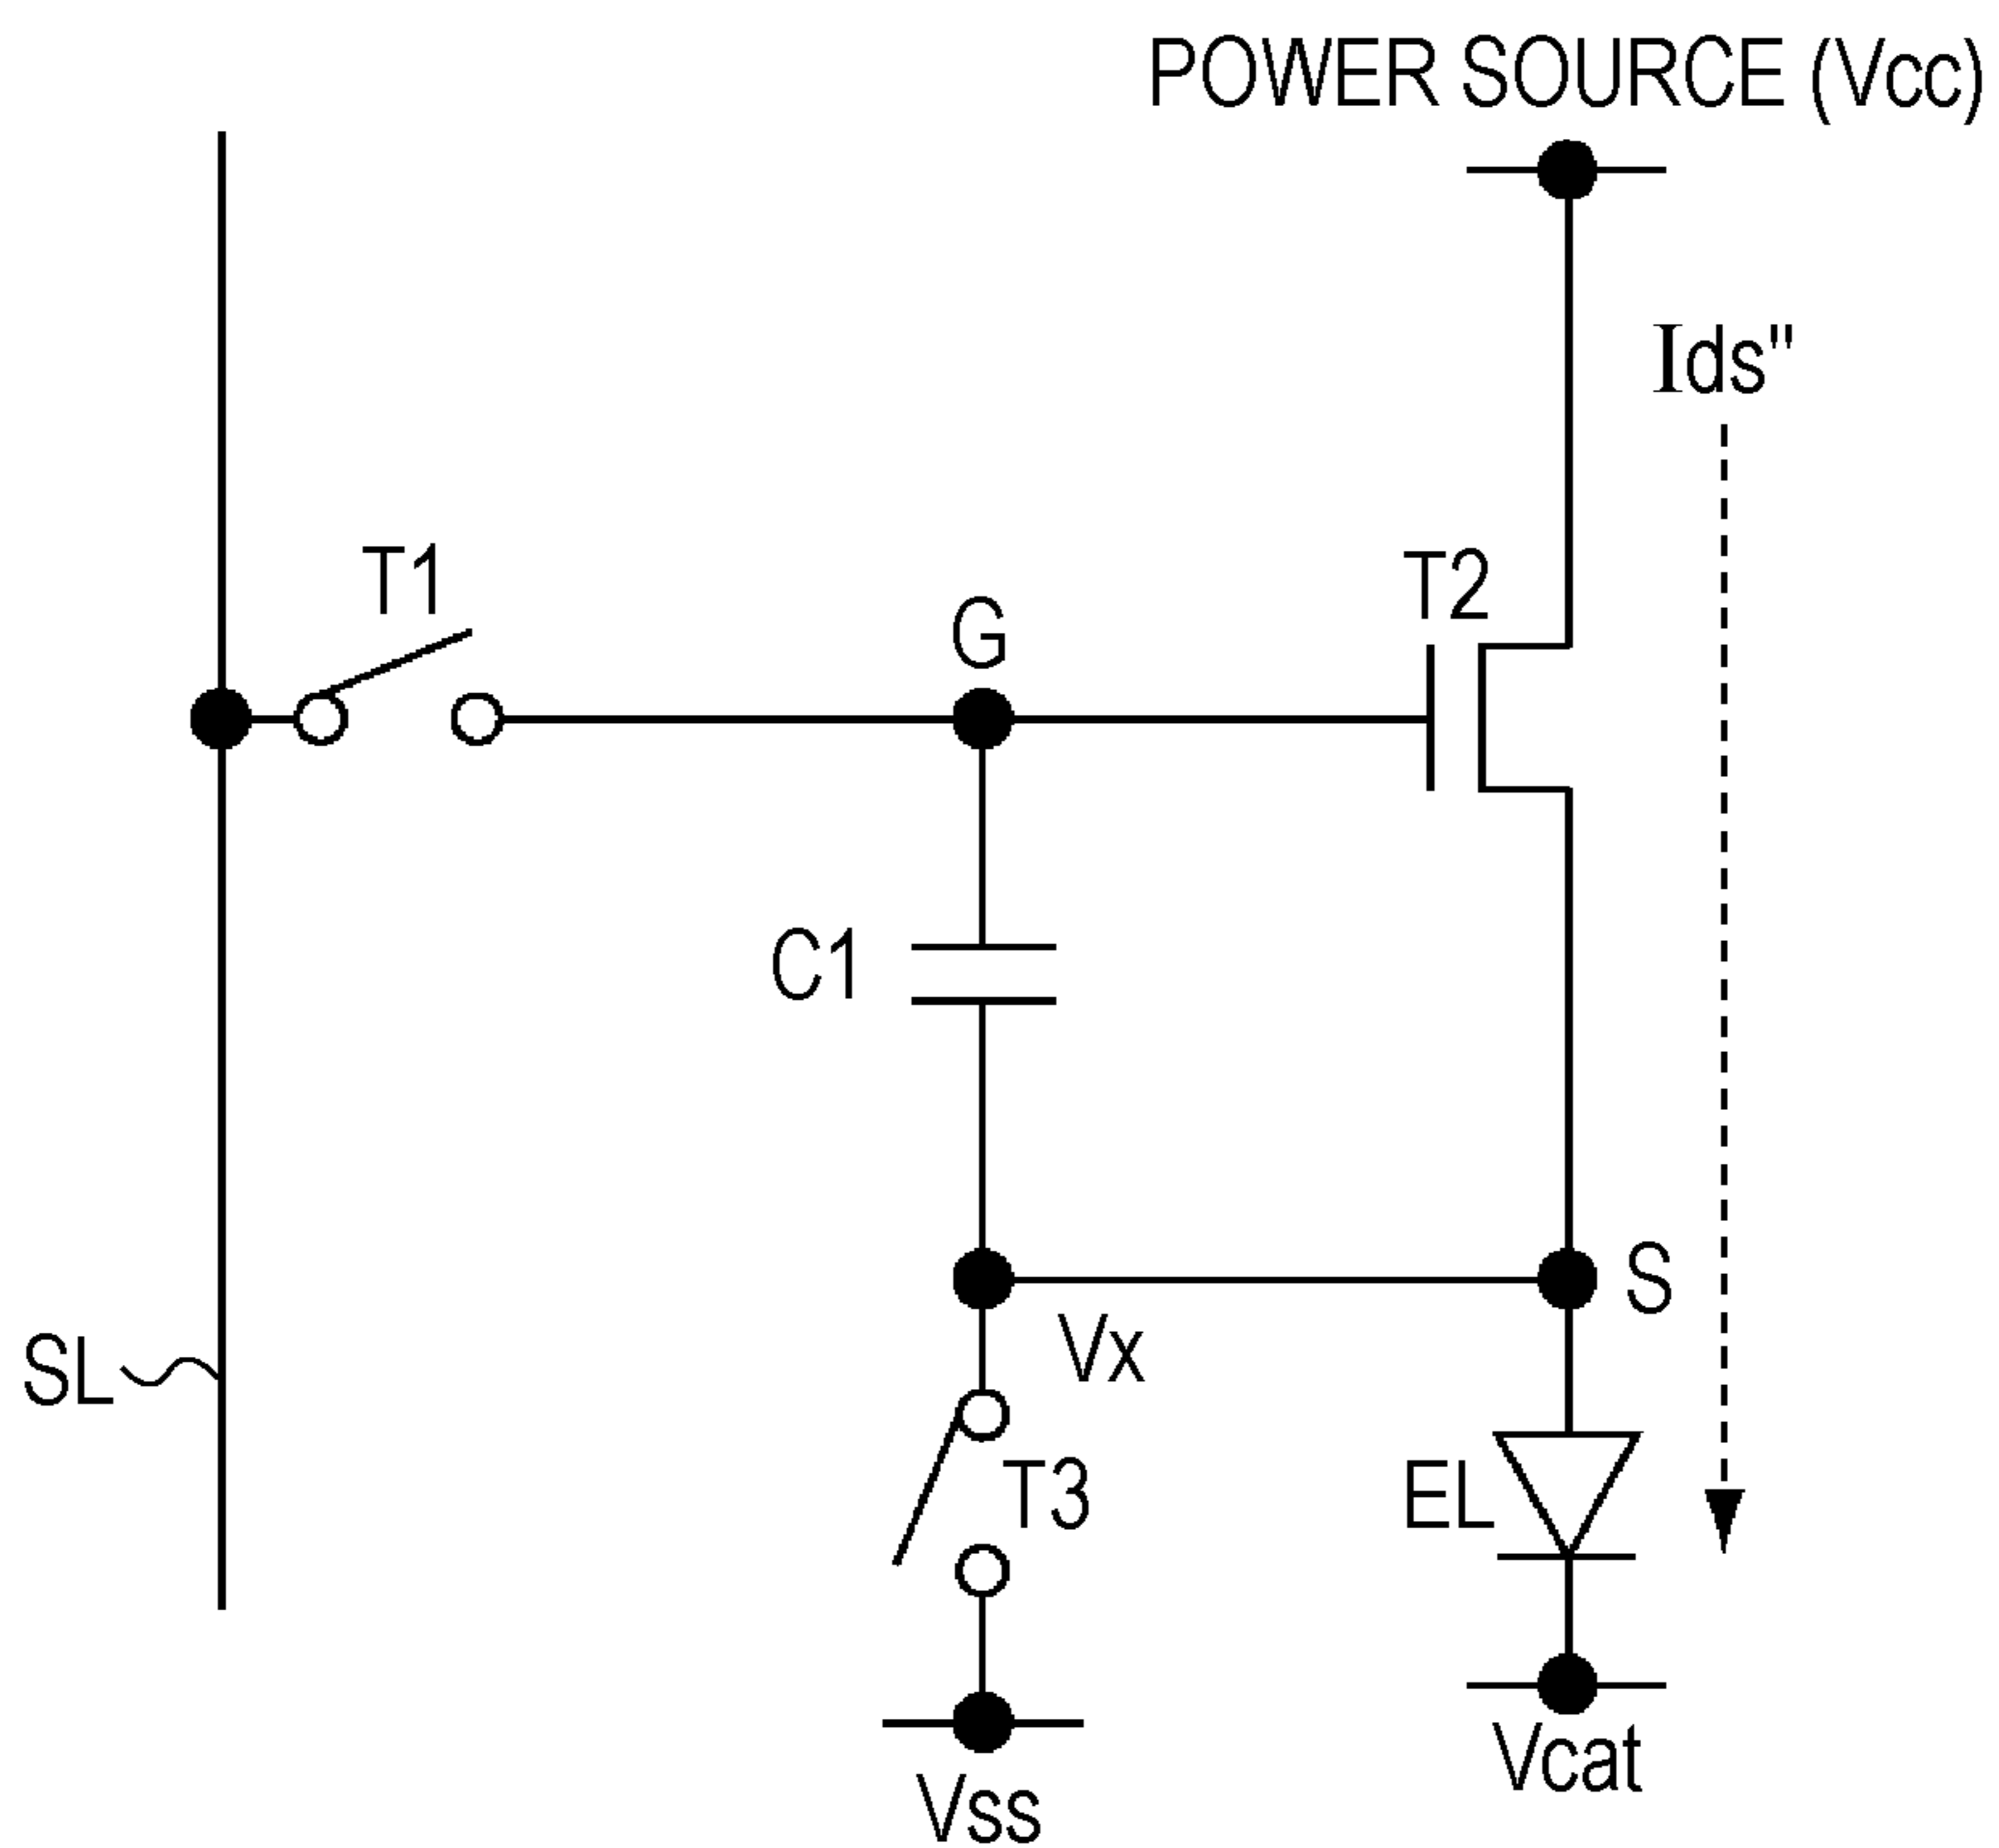 POWER SOURCE (Vcc)
Ids"
T1
T2
G
C1
S
Vx
SL
T3
EL
Vcat
Vss